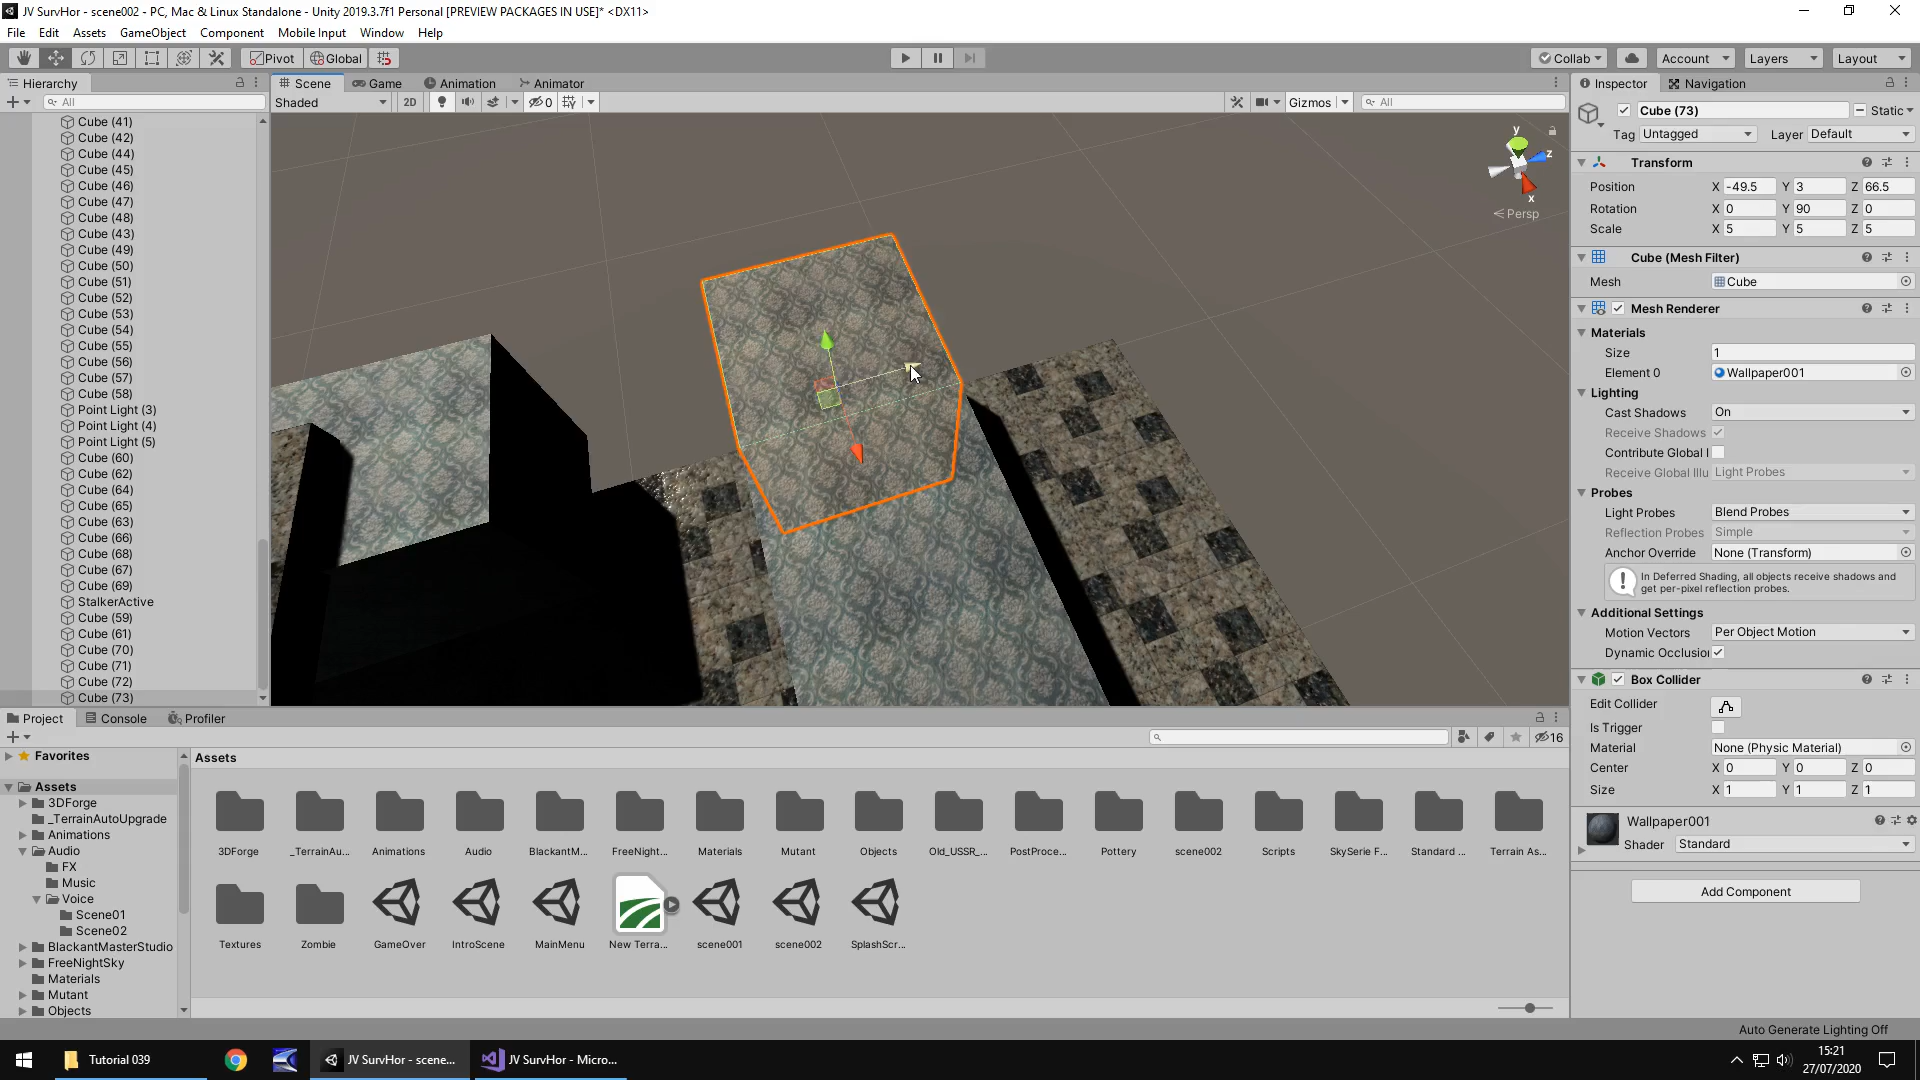 JV SurvHor - scene002 - PC, Mac & Linux Standalone - Unity 2019.3.7f1 Personal [PREVIEW PACKAGES IN USE]* <DX11>
File Edit Assets GameObject Component Mobile Input Window Help
Pivot Global Collab Account Layers Layout
Hierarchy
All
Cube (41)
Cube (42)
Cube (44)
Cube (45)
Cube (46)
Cube (47)
Cube (48)
Cube (43)
Cube (49)
Cube (50)
Cube (51)
Cube (52)
Cube (53)
Cube (54)
Cube (55)
Cube (56)
Cube (57)
Cube (58)
Point Light (3)
Point Light (4)
Point Light (5)
Cube (60)
Cube (62)
Cube (64)
Cube (65)
Cube (63)
Cube (66)
Cube (68)
Cube (67)
Cube (69)
StalkerActive
Cube (59)
Cube (61)
Cube (70)
Cube (71)
Cube (72)
Cube (73)
Scene Game Animation Animator
Shaded 2D 0 Gizmos All
y
z
x
Persp
Inspector Navigation
Cube (73) Static
Tag Untagged Layer Default
Transform
Position X -49.5 Y 3 Z 66.5
Rotation X 0 Y 90 Z 0
Scale X 5 Y 5 Z 5
Cube (Mesh Filter)
Mesh Cube
Mesh Renderer
Materials
Size 1
Element 0 Wallpaper001
Lighting
Cast Shadows On
Receive Shadows
Contribute Global I
Receive Global Illu Light Probes
Probes
Light Probes Blend Probes
Reflection Probes Simple
Anchor Override None (Transform)
In Deferred Shading, all objects receive shadows and
get per-pixel reflection probes.
Additional Settings
Motion Vectors Per Object Motion
Dynamic Occlusion
Box Collider
Edit Collider
Is Trigger
Material None (Physic Material)
Center X 0 Y 0 Z 0
Size X 1 Y 1 Z 1
Wallpaper001
Shader Standard
Add Component
Project Console Profiler
16
Favorites
Assets
3DForge
_TerrainAutoUpgrade
Animations
Audio
FX
Music
Voice
Scene01
Scene02
BlackantMasterStudio
FreeNightSky
Materials
Mutant
Objects
Assets
3DForge _TerrainAu... Animations Audio BlackantM... FreeNight... Materials Mutant Objects Old_USSR_... PostProce... Pottery scene002 Scripts SkySerie F... Standard ... Terrain As...
Textures Zombie GameOver IntroScene MainMenu New Terra... scene001 scene002 SplashScr...
Auto Generate Lighting Off
Tutorial 039 JV SurvHor - scene... JV SurvHor - Micro...
15:21
27/07/2020